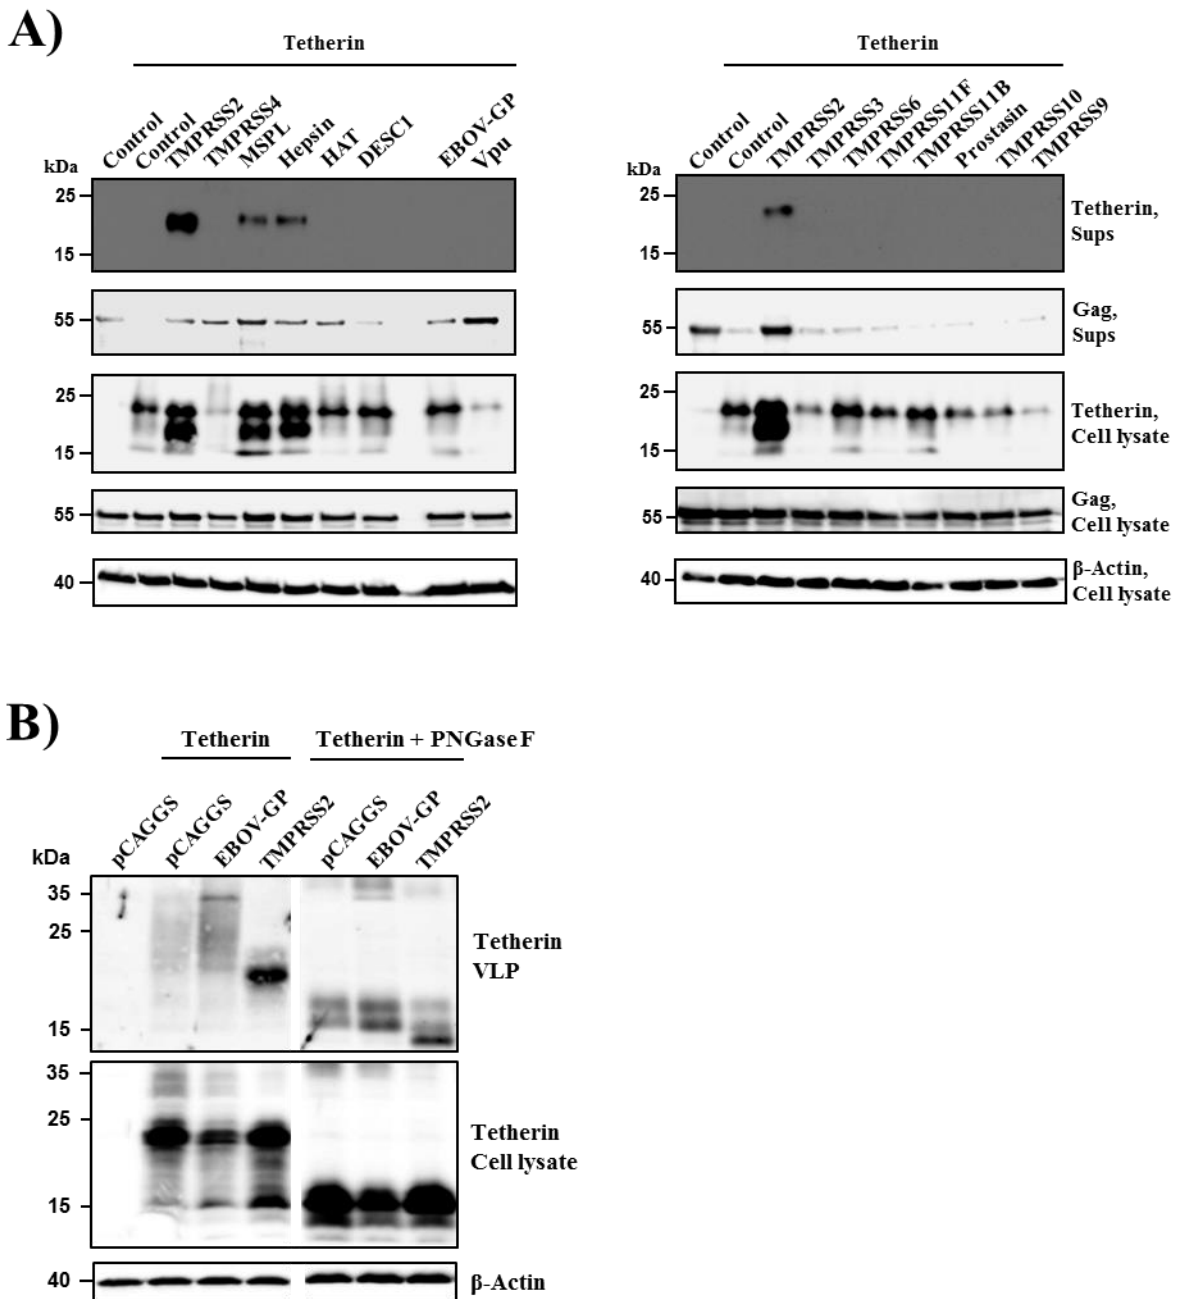 A)
Tetherin
Control
Control
TMPRSS2
TMPRSS4
MSPL
Hepsin
HAT
DESC1
EBOV-GP
Vpu
kDa
25
15
55
25
15
55
40
Tetherin
Control
Control
TMPRSS2
TMPRSS3
TMPRSS6
TMPRSS11F
TMPRSS11B
Prostasin
TMPRSS10
TMPRSS9
kDa
25
15
55
25
15
55
40
Tetherin,
Sups
Gag,
Sups
Tetherin,
Cell lysate
Gag,
Cell lysate
β-Actin,
Cell lysate
B)
Tetherin
Tetherin + PNGase F
pCAGGS
pCAGGS
EBOV-GP
TMPRSS2
pCAGGS
EBOV-GP
TMPRSS2
kDa
35
25
15
Tetherin
VLP
35
25
15
Tetherin
Cell lysate
40
β-Actin